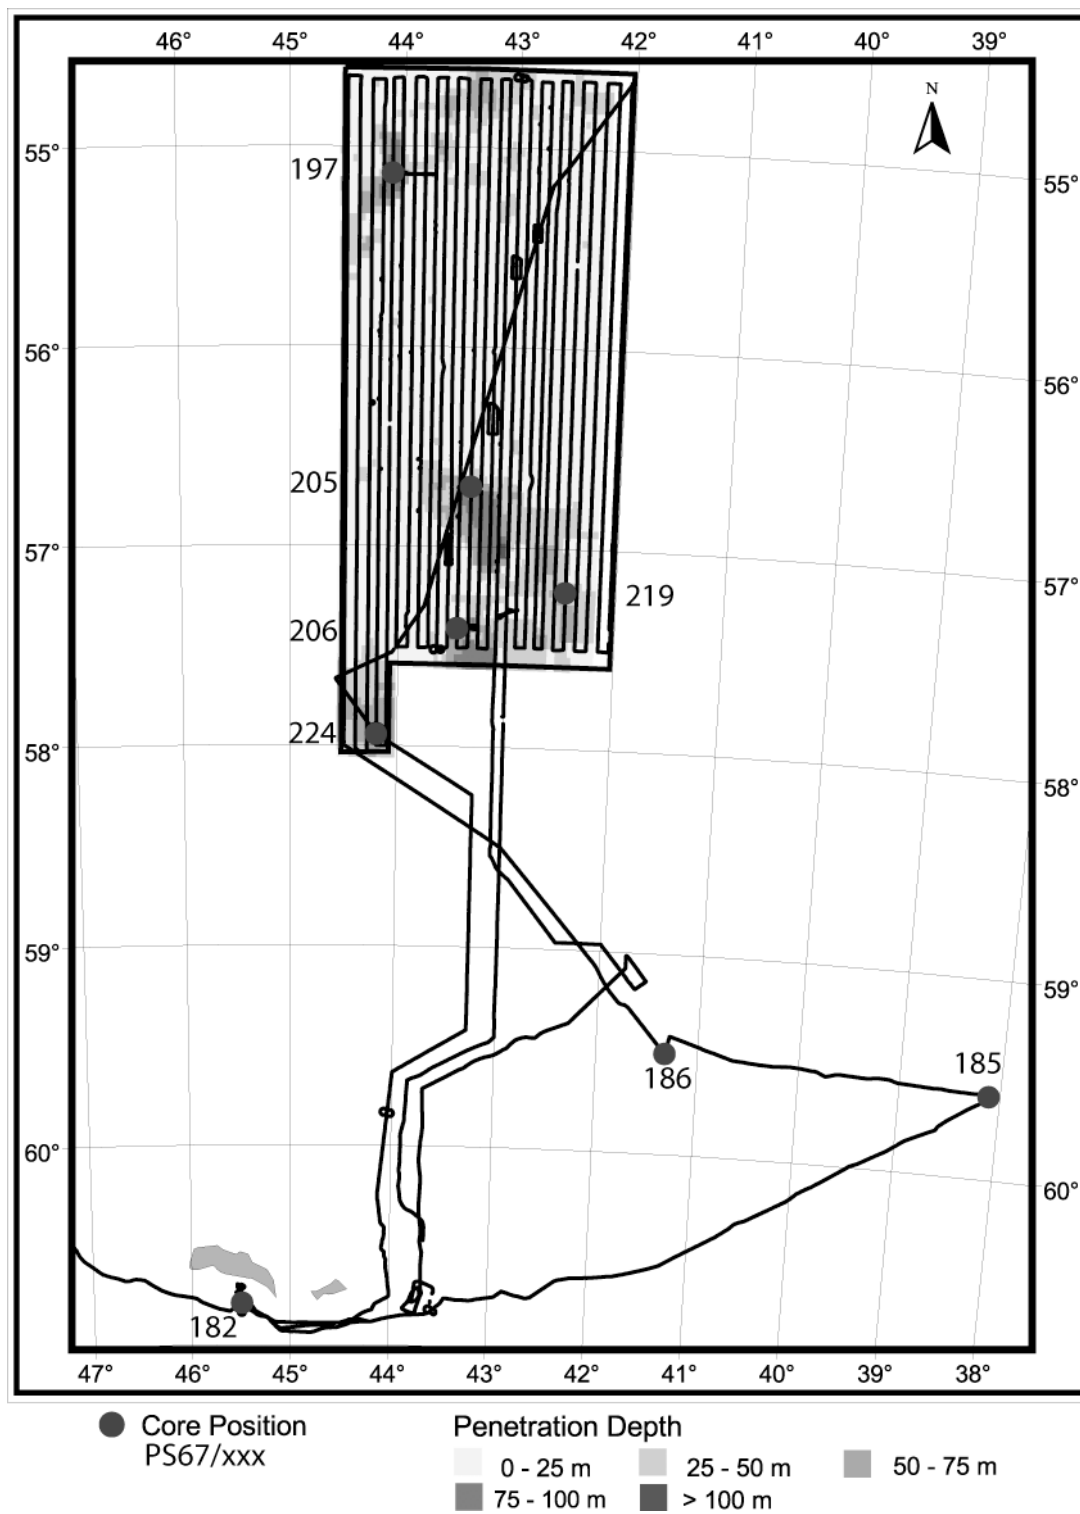 46° 45° 44° 43° 42° 41° 40° 39°
N
55°
197
55°
56°
56°
205
57°
57°
219
206
224
58°
58°
59°
59°
185
186
60°
60°
182
47° 46° 45° 44° 43° 42° 41° 40° 39° 38°
Core Position
PS67/xxx
Penetration Depth
0 - 25 m 25 - 50 m 50 - 75 m
75 - 100 m > 100 m